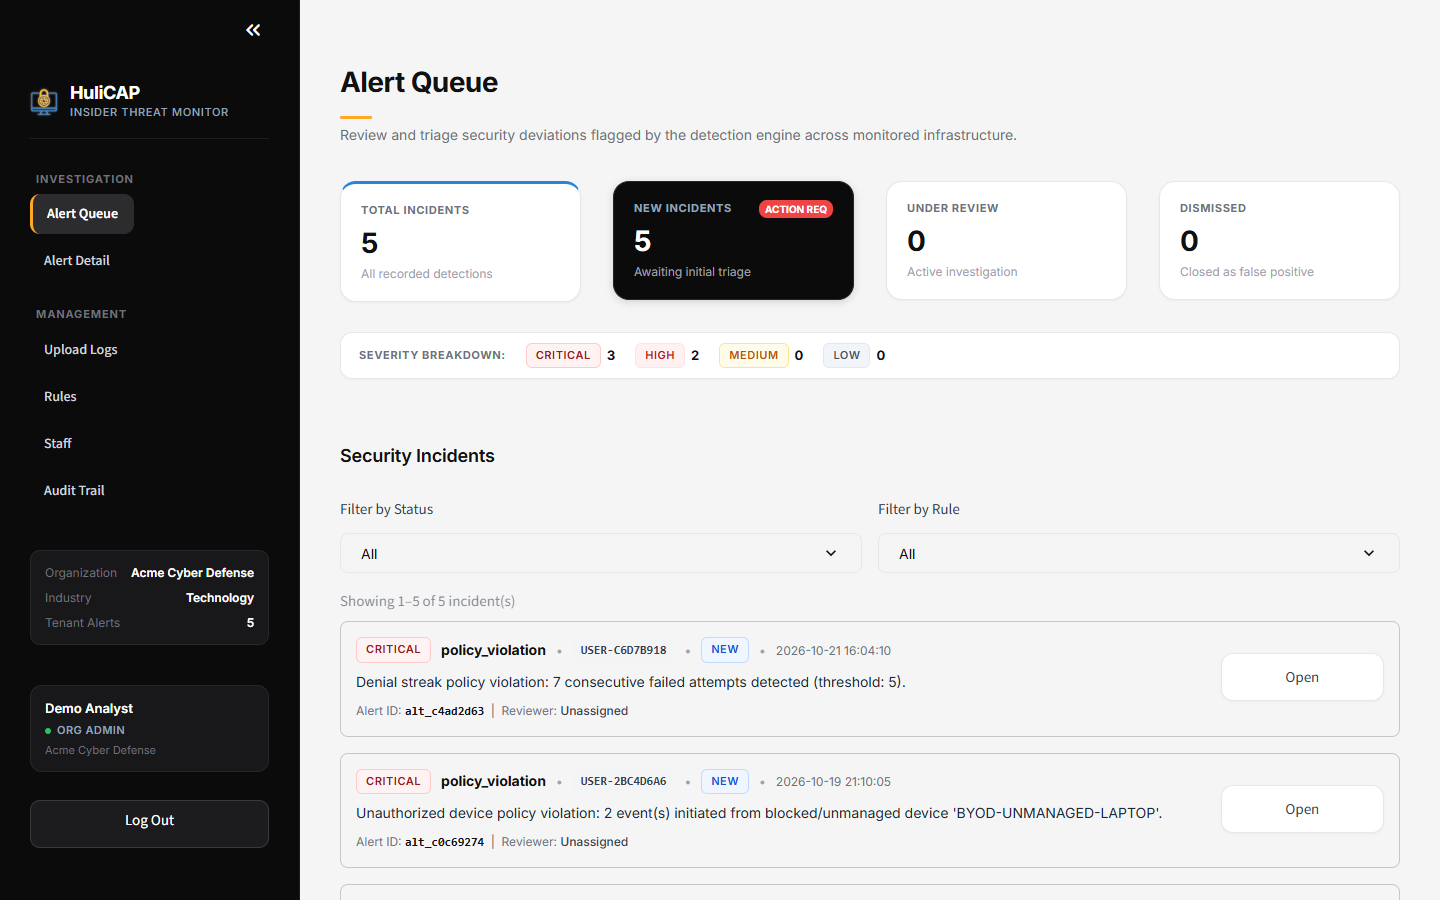 HuliCAP
INSIDER THREAT MONITOR
INVESTIGATION
Alert Queue
Alert Detail
MANAGEMENT
Upload Logs
Rules
Staff
Audit Trail
Organization Acme Cyber Defense
Industry Technology
Tenant Alerts 5
Demo Analyst
ORG ADMIN
Acme Cyber Defense
Log Out
Alert Queue
Review and triage security deviations flagged by the detection engine across monitored infrastructure.
TOTAL INCIDENTS
5
All recorded detections
NEW INCIDENTS ACTION REQ
5
Awaiting initial triage
UNDER REVIEW
0
Active investigation
DISMISSED
0
Closed as false positive
SEVERITY BREAKDOWN: CRITICAL 3 HIGH 2 MEDIUM 0 LOW 0
Security Incidents
Filter by Status
All
Filter by Rule
All
Showing 1–5 of 5 incident(s)
CRITICAL policy_violation • USER-C6D7B918 • NEW • 2026-10-21 16:04:10
Denial streak policy violation: 7 consecutive failed attempts detected (threshold: 5).
Alert ID: alt_c4ad2d63 | Reviewer: Unassigned
Open
CRITICAL policy_violation • USER-2BC4D6A6 • NEW • 2026-10-19 21:10:05
Unauthorized device policy violation: 2 event(s) initiated from blocked/unmanaged device 'BYOD-UNMANAGED-LAPTOP'.
Alert ID: alt_c0c69274 | Reviewer: Unassigned
Open